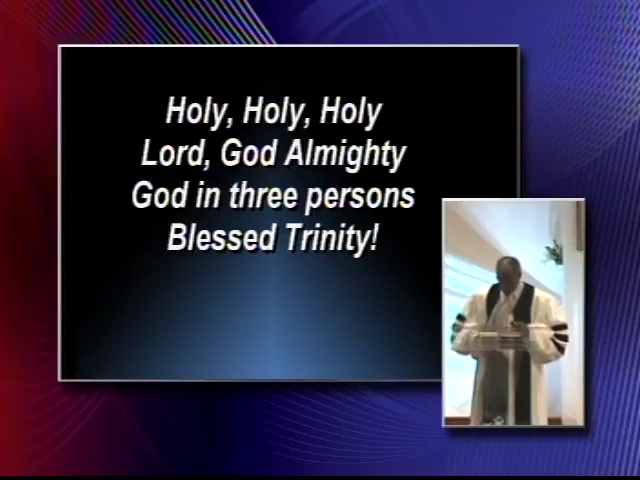 Holy, Holy, Holy
Lord, God Almighty
God in three persons
Blessed Trinity!